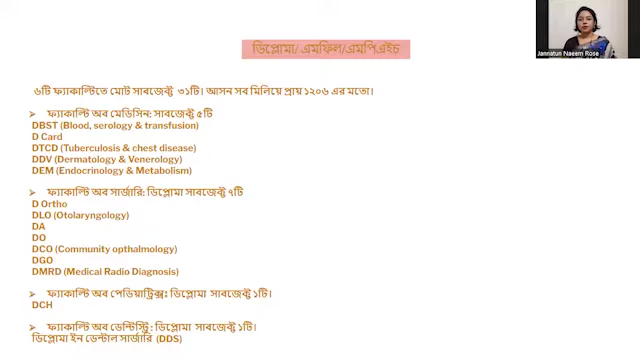 ডিপ্লোমা/ এমফিল/এমপিএইচ
৬টি ফ্যাকাল্টিতে মোট সাবজেক্ট ৩১টি। আসন সব মিলিয়ে প্রায় ১২০৬ এর মতো।
➤ ফ্যাকাল্টি অব মেডিসিন: সাবজেক্ট ৫টি
DBST (Blood, serology & transfusion)
D Card
DTCD (Tuberculosis & chest disease)
DDV (Dermatology & Venerology)
DEM (Endocrinology & Metabolism)
➤ ফ্যাকাল্টি অব সার্জারি: ডিপ্লোমা সাবজেক্ট ৭টি
D Ortho
DLO (Otolaryngology)
DA
DO
DCO (Community opthalmology)
DGO
DMRD (Medical Radio Diagnosis)
➤ ফ্যাকাল্টি অব পেডিয়াট্রিক্সঃ ডিপ্লোমা সাবজেক্ট ১টি।
DCH
➤ ফ্যাকাল্টি অব ডেন্টিস্ট্রি : ডিপ্লোমা সাবজেক্ট ১টি।
ডিপ্লোমা ইন ডেন্টাল সার্জারি (DDS)
Jannatun Naeem Rose